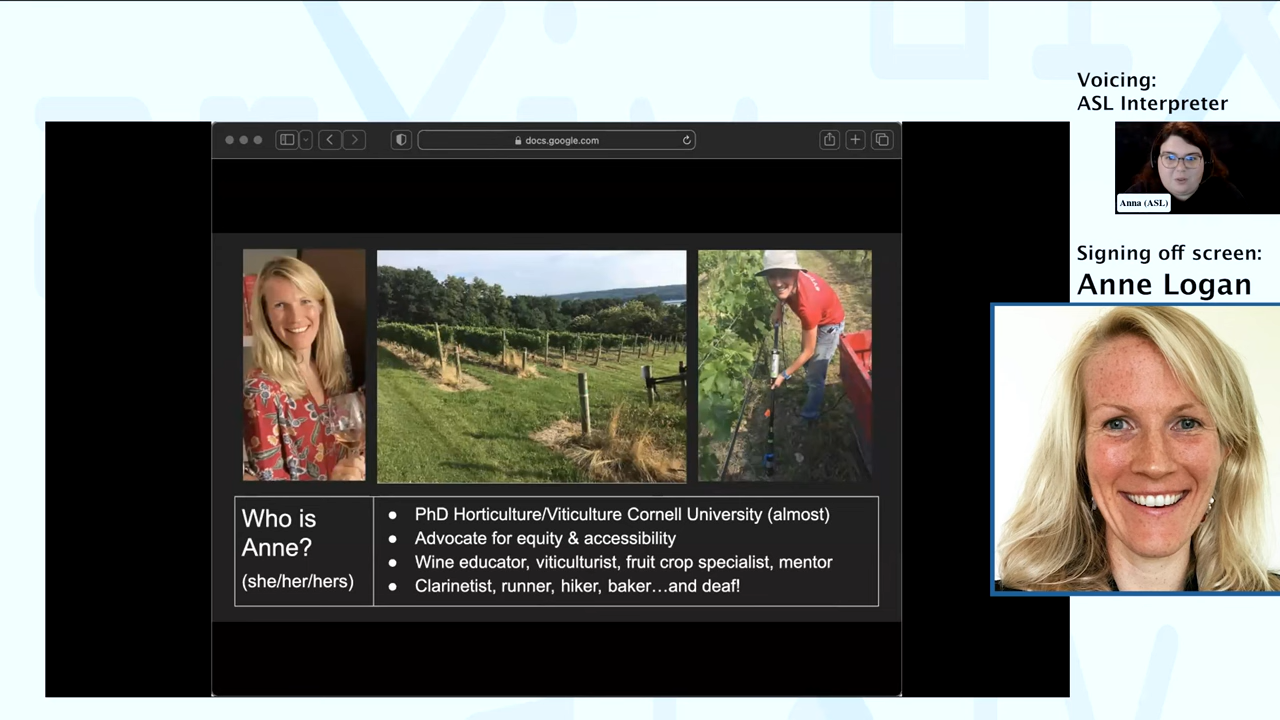 Voicing:
ASL Interpreter
docs.google.com
Anna (ASL)
Signing off screen:
Anne Logan
Who is
Anne?
(she/her/hers)
● PhD Horticulture/Viticulture Cornell University (almost)
● Advocate for equity & accessibility
● Wine educator, viticulturist, fruit crop specialist, mentor
● Clarinetist, runner, hiker, baker…and deaf!